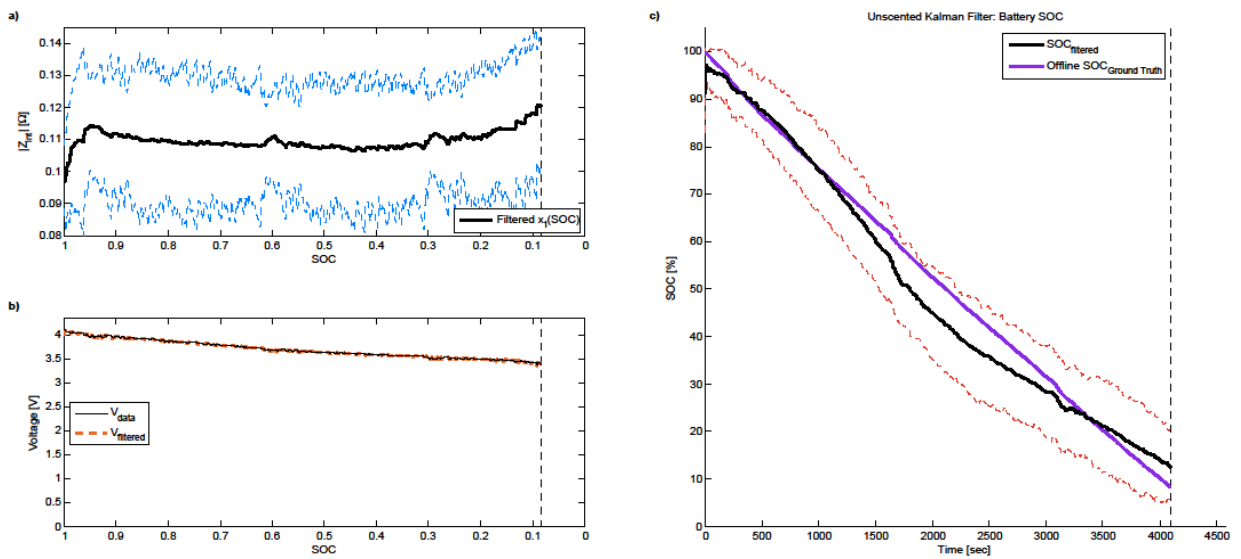 a)
0.14
0.13
0.12
0.11
0.1
0.09
0.08
|Z_int| [Ω]
Filtered x_1(SOC)
1 0.9 0.8 0.7 0.6 0.5 0.4 0.3 0.2 0.1 0
SOC
b)
4
3.5
3
2.5
2
1.5
1
0.5
0
Voltage [V]
V_data
V_filtered
1 0.9 0.8 0.7 0.6 0.5 0.4 0.3 0.2 0.1 0
SOC
c)
Unscented Kalman Filter: Battery SOC
SOC_filtered
Offline SOC_Ground Truth
100
90
80
70
60
50
40
30
20
10
0
SOC [%]
0 500 1000 1500 2000 2500 3000 3500 4000 4500
Time [sec]